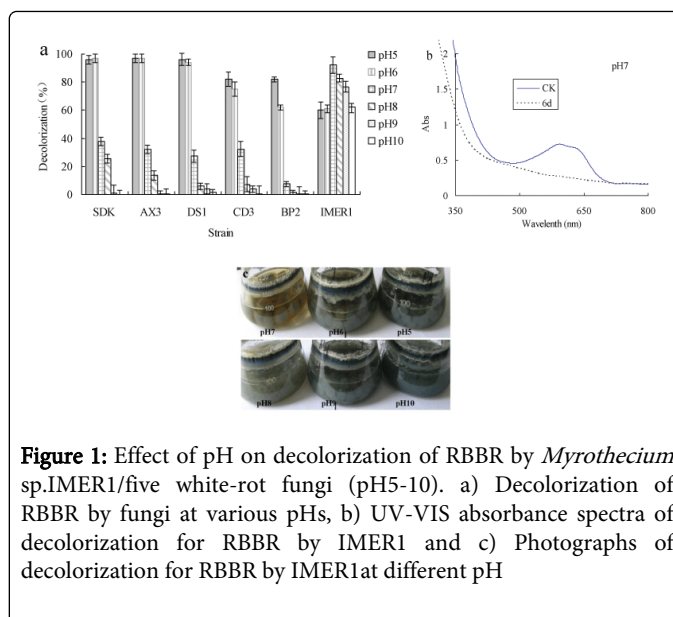 a
100
80
60
40
20
0
Decolorization (%)
SDK AX3 DS1 CD3 BP2 IMER1
Strain
pH5
pH6
pH7
pH8
pH9
pH10
b
pH7
CK
6d
2
1.5
1
0.5
0
Abs
350 500 650 800
Wavelenth (nm)
c
100
100
pH7 pH6 pH5
pH8 pH9 pH10
Figure 1: Effect of pH on decolorization of RBBR by Myrothecium
sp.IMER1/five white-rot fungi (pH5-10). a) Decolorization of
RBBR by fungi at various pHs, b) UV-VIS absorbance spectra of
decolorization for RBBR by IMER1 and c) Photographs of
decolorization for RBBR by IMER1at different pH